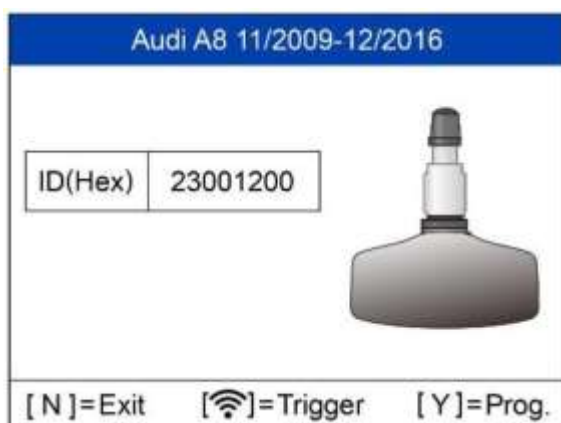 Audi A8 11/2009-12/2016
ID(Hex) 23001200
[ N ]=Exit []=Trigger [ Y ]=Prog.